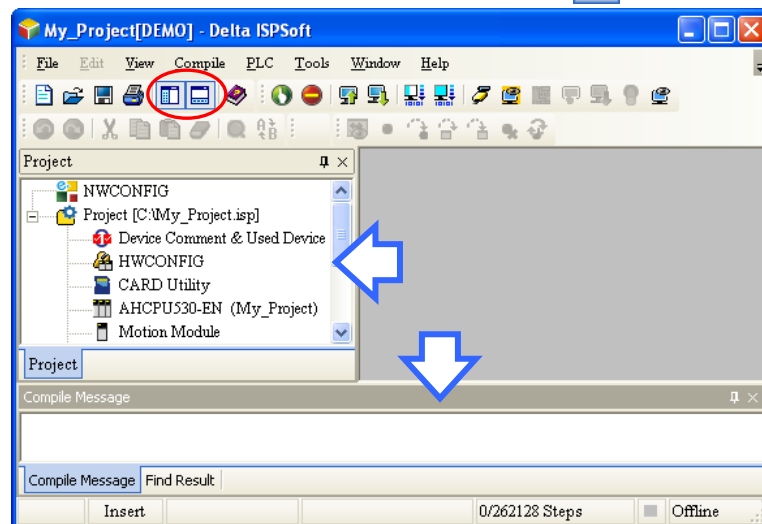 My_Project[DEMO] - Delta ISPSoft
File Edit View Compile PLC Tools Window Help
Project
NWCONFIG
Project [C:\My_Project.isp]
Device Comment & Used Device
HWCONFIG
CARD Utility
AHCPU530-EN (My_Project)
Motion Module
Project
Compile Message
Compile Message Find Result
Insert 0/262128 Steps Offline